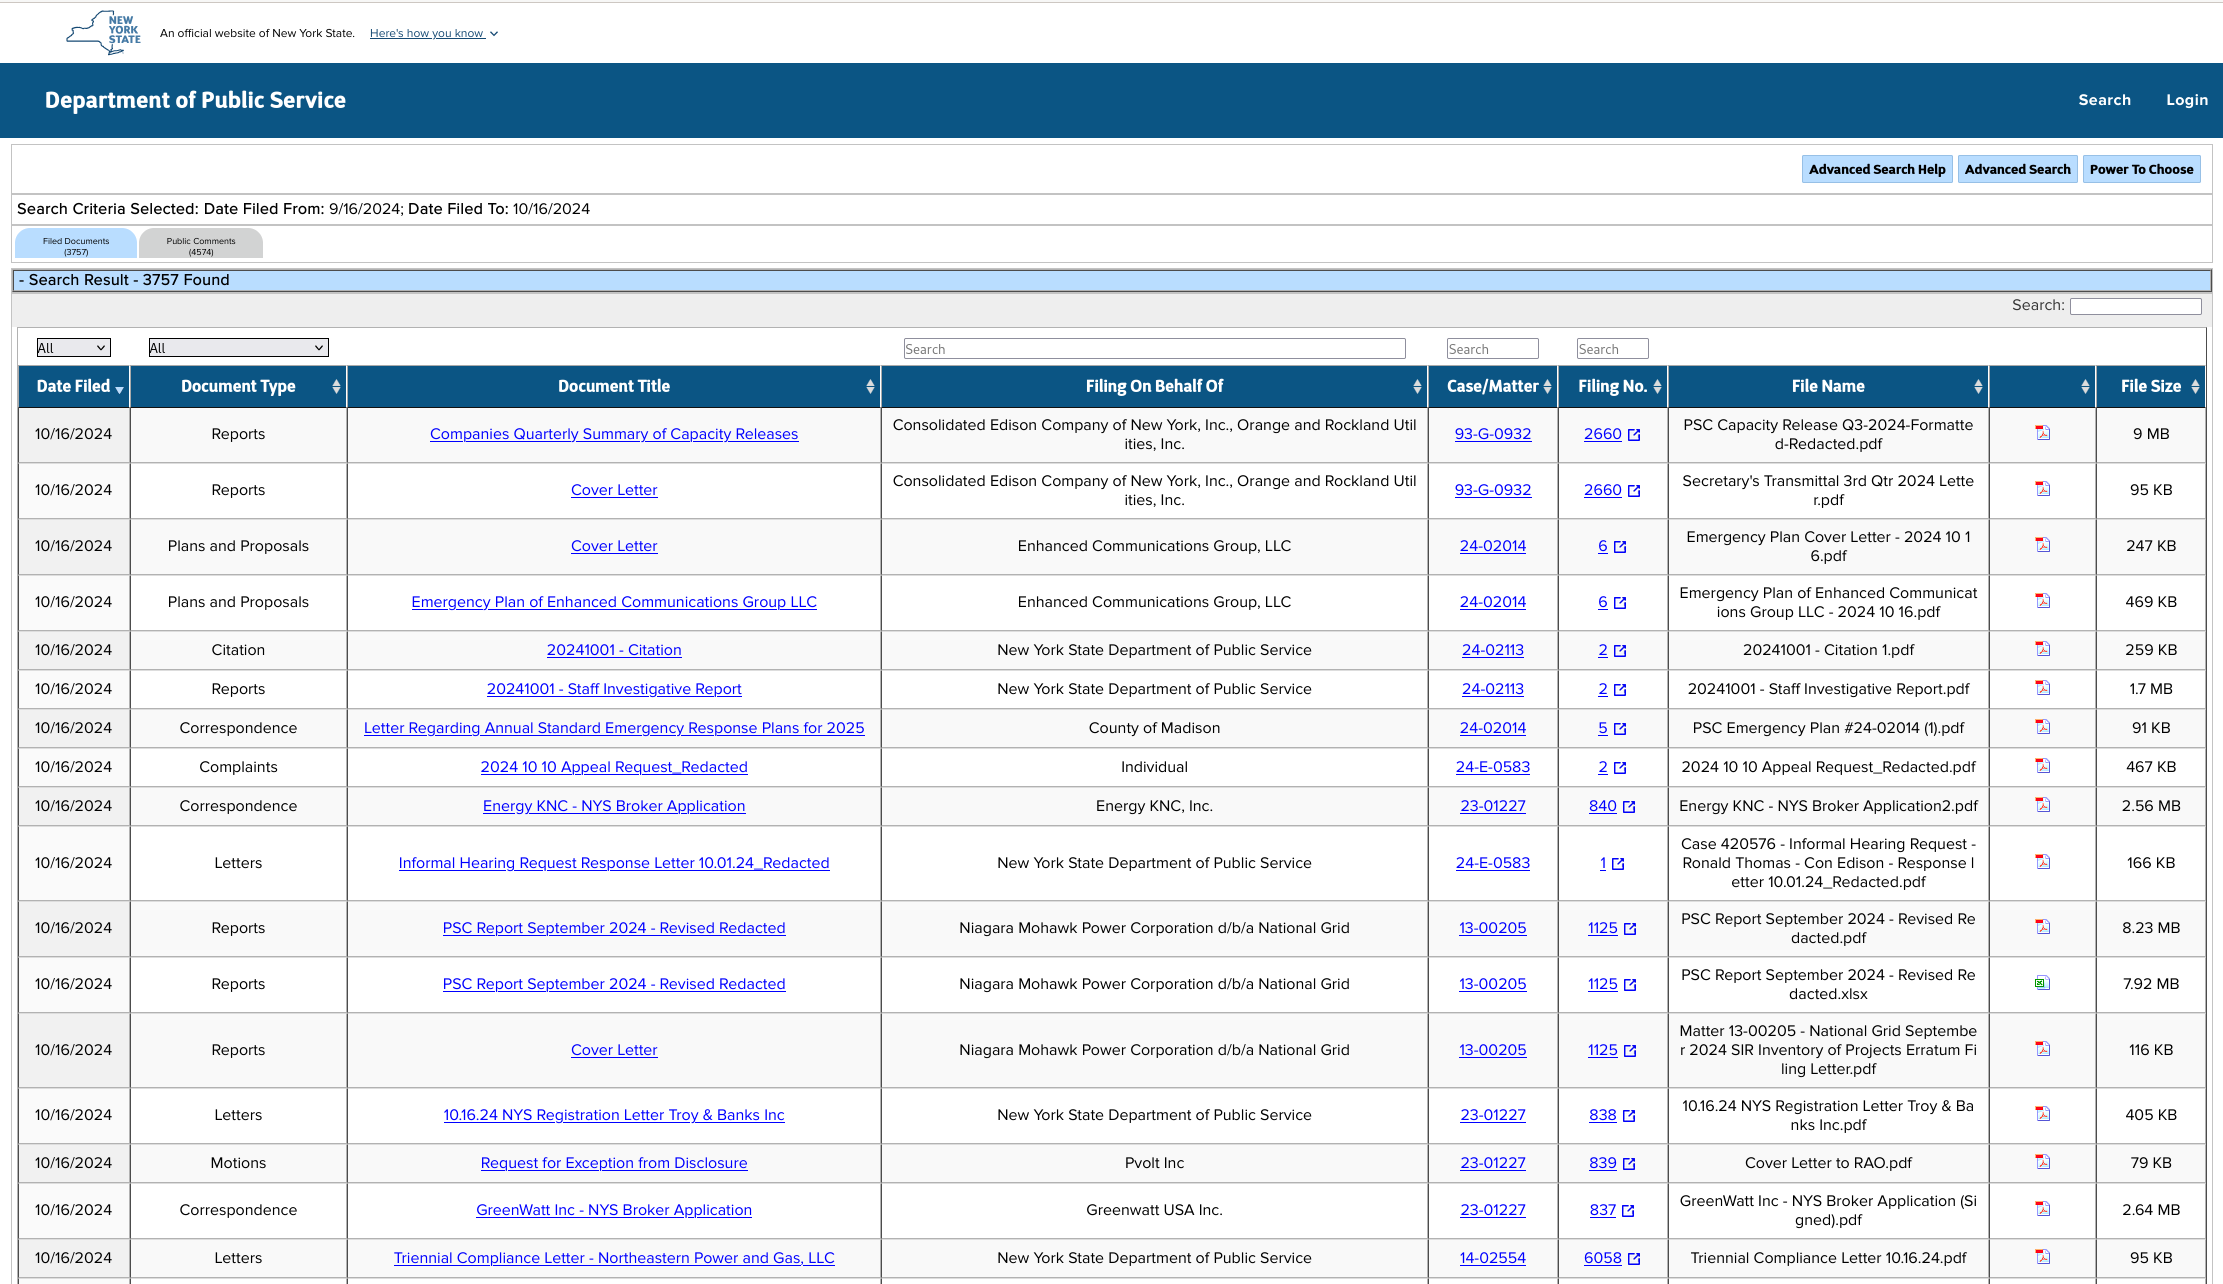 NEW
YORK
STATE
An official website of New York State. Here's how you know
Department of Public Service
Search Login
Advanced Search Help Advanced Search Power To Choose
Search Criteria Selected: Date Filed From: 9/16/2024; Date Filed To: 10/16/2024
Filed Documents
(3757)
Public Comments
(4574)
- Search Result - 3757 Found
Search:
All All Search Search Search
Date Filed Document Type Document Title Filing On Behalf Of Case/Matter Filing No. File Name File Size
10/16/2024 Reports Companies Quarterly Summary of Capacity Releases Consolidated Edison Company of New York, Inc., Orange and Rockland Util
ities, Inc. 93-G-0932 2660 PSC Capacity Release Q3-2024-Formatte
d-Redacted.pdf 9 MB
10/16/2024 Reports Cover Letter Consolidated Edison Company of New York, Inc., Orange and Rockland Util
ities, Inc. 93-G-0932 2660 Secretary's Transmittal 3rd Qtr 2024 Lette
r.pdf 95 KB
10/16/2024 Plans and Proposals Cover Letter Enhanced Communications Group, LLC 24-02014 6 Emergency Plan Cover Letter - 2024 10 1
6.pdf 247 KB
10/16/2024 Plans and Proposals Emergency Plan of Enhanced Communications Group LLC Enhanced Communications Group, LLC 24-02014 6 Emergency Plan of Enhanced Communicat
ions Group LLC - 2024 10 16.pdf 469 KB
10/16/2024 Citation 20241001 - Citation New York State Department of Public Service 24-02113 2 20241001 - Citation 1.pdf 259 KB
10/16/2024 Reports 20241001 - Staff Investigative Report New York State Department of Public Service 24-02113 2 20241001 - Staff Investigative Report.pdf 1.7 MB
10/16/2024 Correspondence Letter Regarding Annual Standard Emergency Response Plans for 2025 County of Madison 24-02014 5 PSC Emergency Plan #24-02014 (1).pdf 91 KB
10/16/2024 Complaints 2024 10 10 Appeal Request_Redacted Individual 24-E-0583 2 2024 10 10 Appeal Request_Redacted.pdf 467 KB
10/16/2024 Correspondence Energy KNC - NYS Broker Application Energy KNC, Inc. 23-01227 840 Energy KNC - NYS Broker Application2.pdf 2.56 MB
10/16/2024 Letters Informal Hearing Request Response Letter 10.01.24_Redacted New York State Department of Public Service 24-E-0583 1 Case 420576 - Informal Hearing Request -
Ronald Thomas - Con Edison - Response l
etter 10.01.24_Redacted.pdf 166 KB
10/16/2024 Reports PSC Report September 2024 - Revised Redacted Niagara Mohawk Power Corporation d/b/a National Grid 13-00205 1125 PSC Report September 2024 - Revised Re
dacted.pdf 8.23 MB
10/16/2024 Reports PSC Report September 2024 - Revised Redacted Niagara Mohawk Power Corporation d/b/a National Grid 13-00205 1125 PSC Report September 2024 - Revised Re
dacted.xlsx 7.92 MB
10/16/2024 Reports Cover Letter Niagara Mohawk Power Corporation d/b/a National Grid 13-00205 1125 Matter 13-00205 - National Grid Septembe
r 2024 SIR Inventory of Projects Erratum Fi
ling Letter.pdf 116 KB
10/16/2024 Letters 10.16.24 NYS Registration Letter Troy & Banks Inc New York State Department of Public Service 23-01227 838 10.16.24 NYS Registration Letter Troy & Ba
nks Inc.pdf 405 KB
10/16/2024 Motions Request for Exception from Disclosure Pvolt Inc 23-01227 839 Cover Letter to RAO.pdf 79 KB
10/16/2024 Correspondence GreenWatt Inc - NYS Broker Application Greenwatt USA Inc. 23-01227 837 GreenWatt Inc - NYS Broker Application (Si
gned).pdf 2.64 MB
10/16/2024 Letters Triennial Compliance Letter - Northeastern Power and Gas, LLC New York State Department of Public Service 14-02554 6058 Triennial Compliance Letter 10.16.24.pdf 95 KB